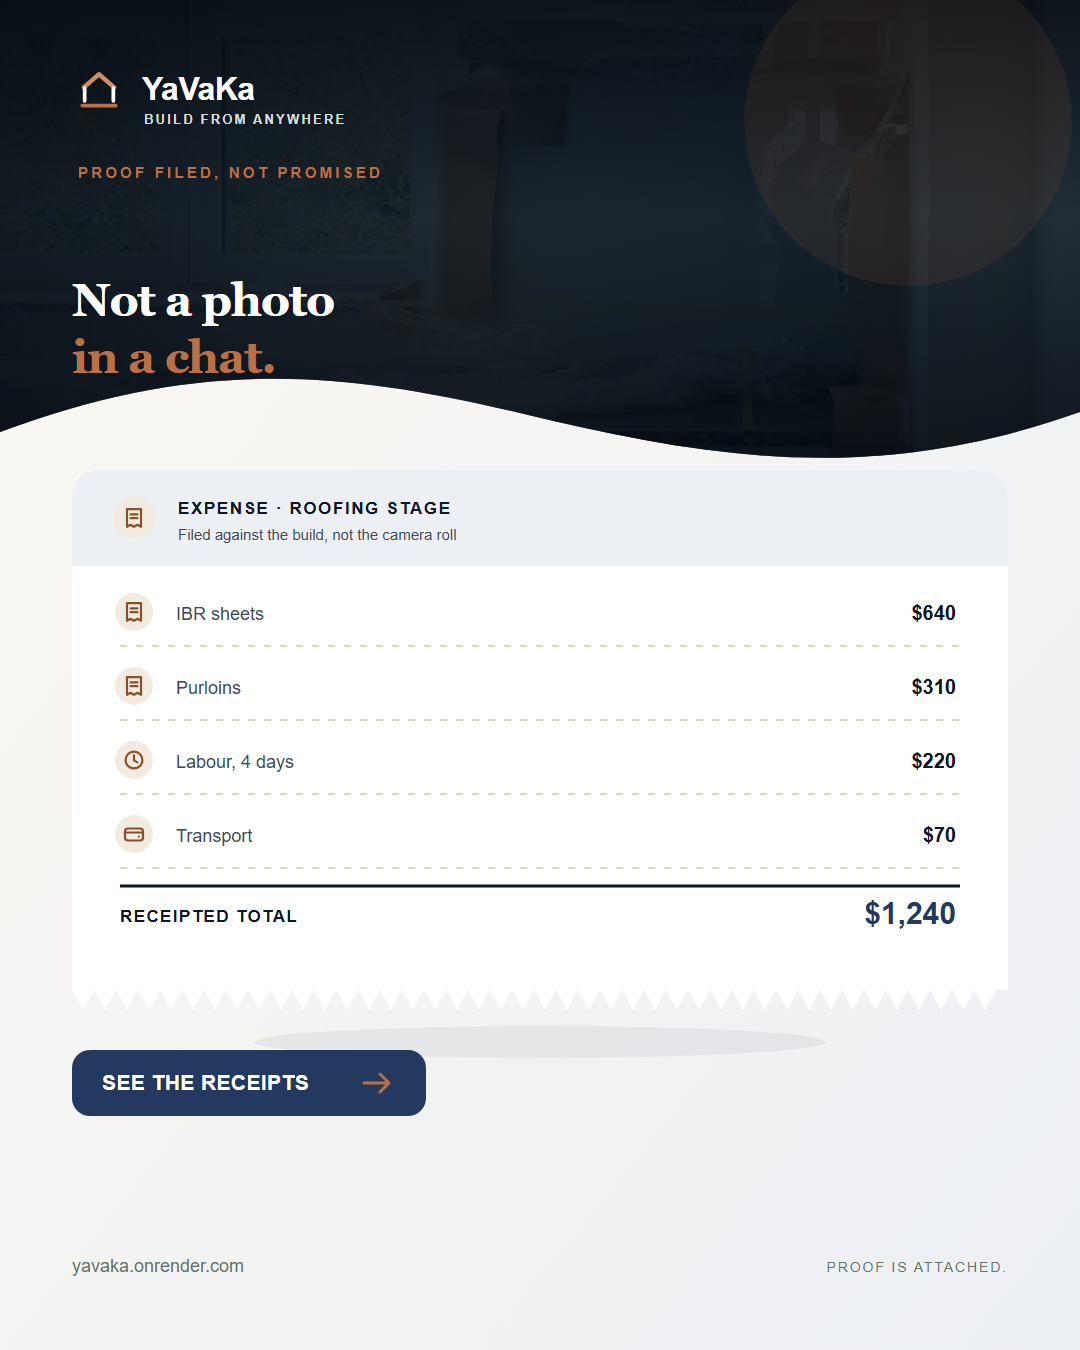 YaVaKa
BUILD FROM ANYWHERE
PROOF FILED, NOT PROMISED
Not a photo
in a chat.
EXPENSE · ROOFING STAGE
Filed against the build, not the camera roll
IBR sheets $640
Purloins $310
Labour, 4 days $220
Transport $70
RECEIPTED TOTAL $1,240
SEE THE RECEIPTS
yavaka.onrender.com PROOF IS ATTACHED.